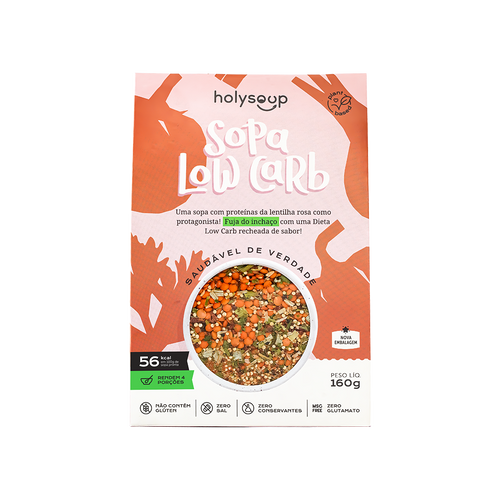 holysoup
plant
based
Sopa
Low Carb
Uma sopa com proteínas da lentilha rosa como
protagonista! Fuja do inchaço com uma Dieta
Low Carb recheada de sabor!
SAUDÁVEL DE VERDADE
56 kcal
RENDEM 4
PORÇÕES
NOVA
EMBALAGEM
PESO LÍQ.
160g
NÃO CONTÉM
GLÚTEN
ZERO
SAL
ZERO
CONSERVANTES
MSG
FREE
ZERO
GLUTAMATO